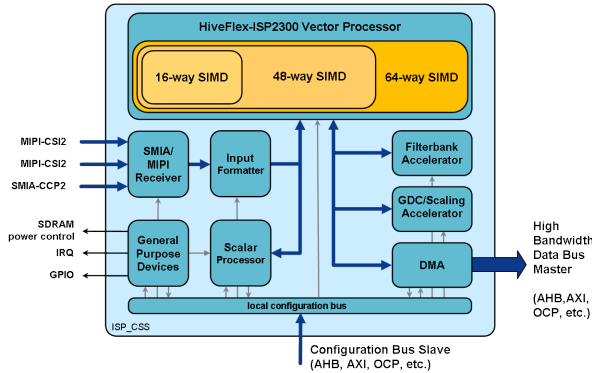 HiveFlex-ISP2300 Vector Processor
16-way SIMD
48-way SIMD
64-way SIMD
MIPI-CSI2
MIPI-CSI2
SMIA-CCP2
SMIA/
MIPI
Receiver
Input
Formatter
Filterbank
Accelerator
GDC/Scaling
Accelerator
SDRAM
power control
IRQ
GPIO
General
Purpose
Devices
Scalar
Processor
DMA
High
Bandwidth
Data Bus
Master
(AHB,AXI,
OCP, etc.)
local configuration bus
ISP_CSS
Configuration Bus Slave
(AHB, AXI, OCP, etc.)